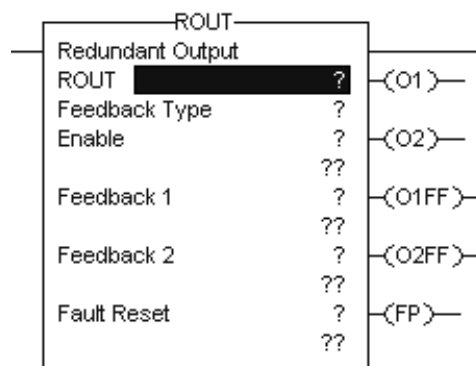 ROUT
Redundant Output
ROUT ? (O1)
Feedback Type ?
Enable ? (O2)
??
Feedback 1 ? (O1FF)
??
Feedback 2 ? (O2FF)
??
Fault Reset ? (FP)
??